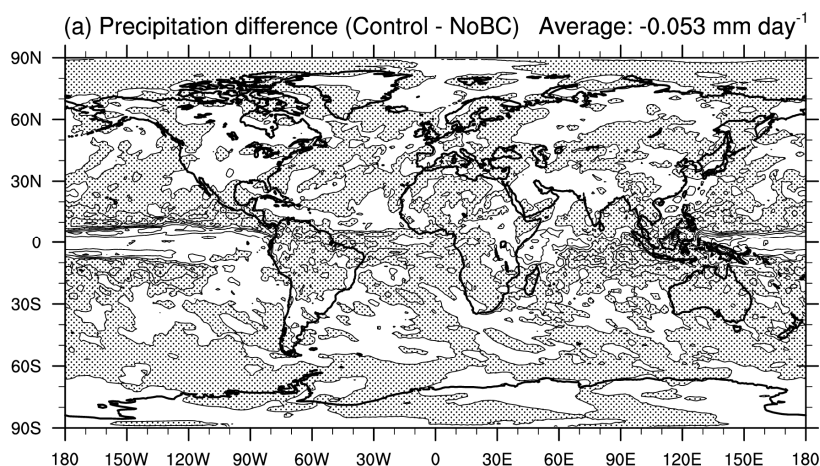 (a) Precipitation difference (Control - NoBC) Average: -0.053 mm day-1
90N
60N
30N
0
30S
60S
90S
180 150W 120W 90W 60W 30W 0 30E 60E 90E 120E 150E 180